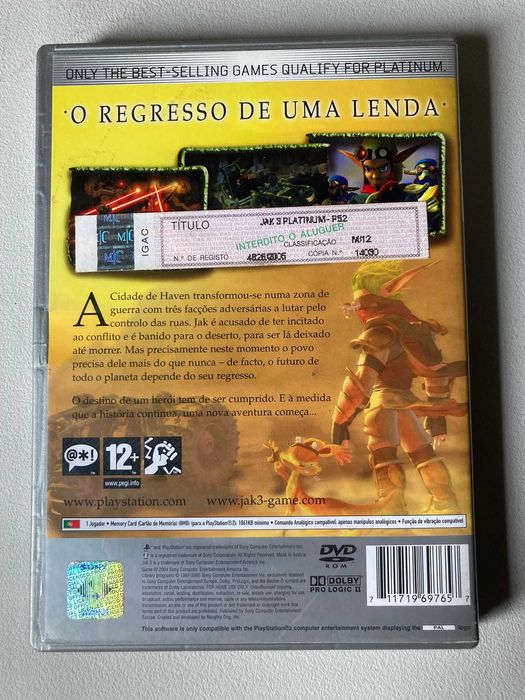 ONLY THE BEST-SELLING GAMES QUALIFY FOR PLATINUM.
·O REGRESSO DE UMA LENDA·
IGAC
TÍTULO
JAK 3 PLATINUM - PS2
INTERDITO O ALUGUER
CLASSIFICAÇÃO
M/12
N.º DE REGISTO
CÓPIA N.º
A Cidade de Haven transformou-se numa zona de
guerra com três facções adversárias a lutar pelo
controlo das ruas. Jak é acusado de ter incitado
ao conflito e é banido para o deserto, para ser lá deixado
até morrer. Mas precisamente neste momento o povo
precisa dele mais do que nunca – de facto, o futuro de
todo o planeta depende do seu regresso.
O destino de um herói tem de ser cumprido. E à medida
que a história continua, uma nova aventura começa...
@*!
12+
www.pegi.info
www.playstation.com
www.jak3-game.com
1 Jogador • Memory Card (Cartão de Memória)-(8MB) (para a PlayStation®2): 1061KB mínimo • Comando Analógico compatível, apenas manípulos analógicos • Função de vibração compatível
DVD
ROM
DOLBY
PRO LOGIC II
7 11719 69765 7
This software is only compatible with the PlayStation®2 computer entertainment system displaying the PAL logo